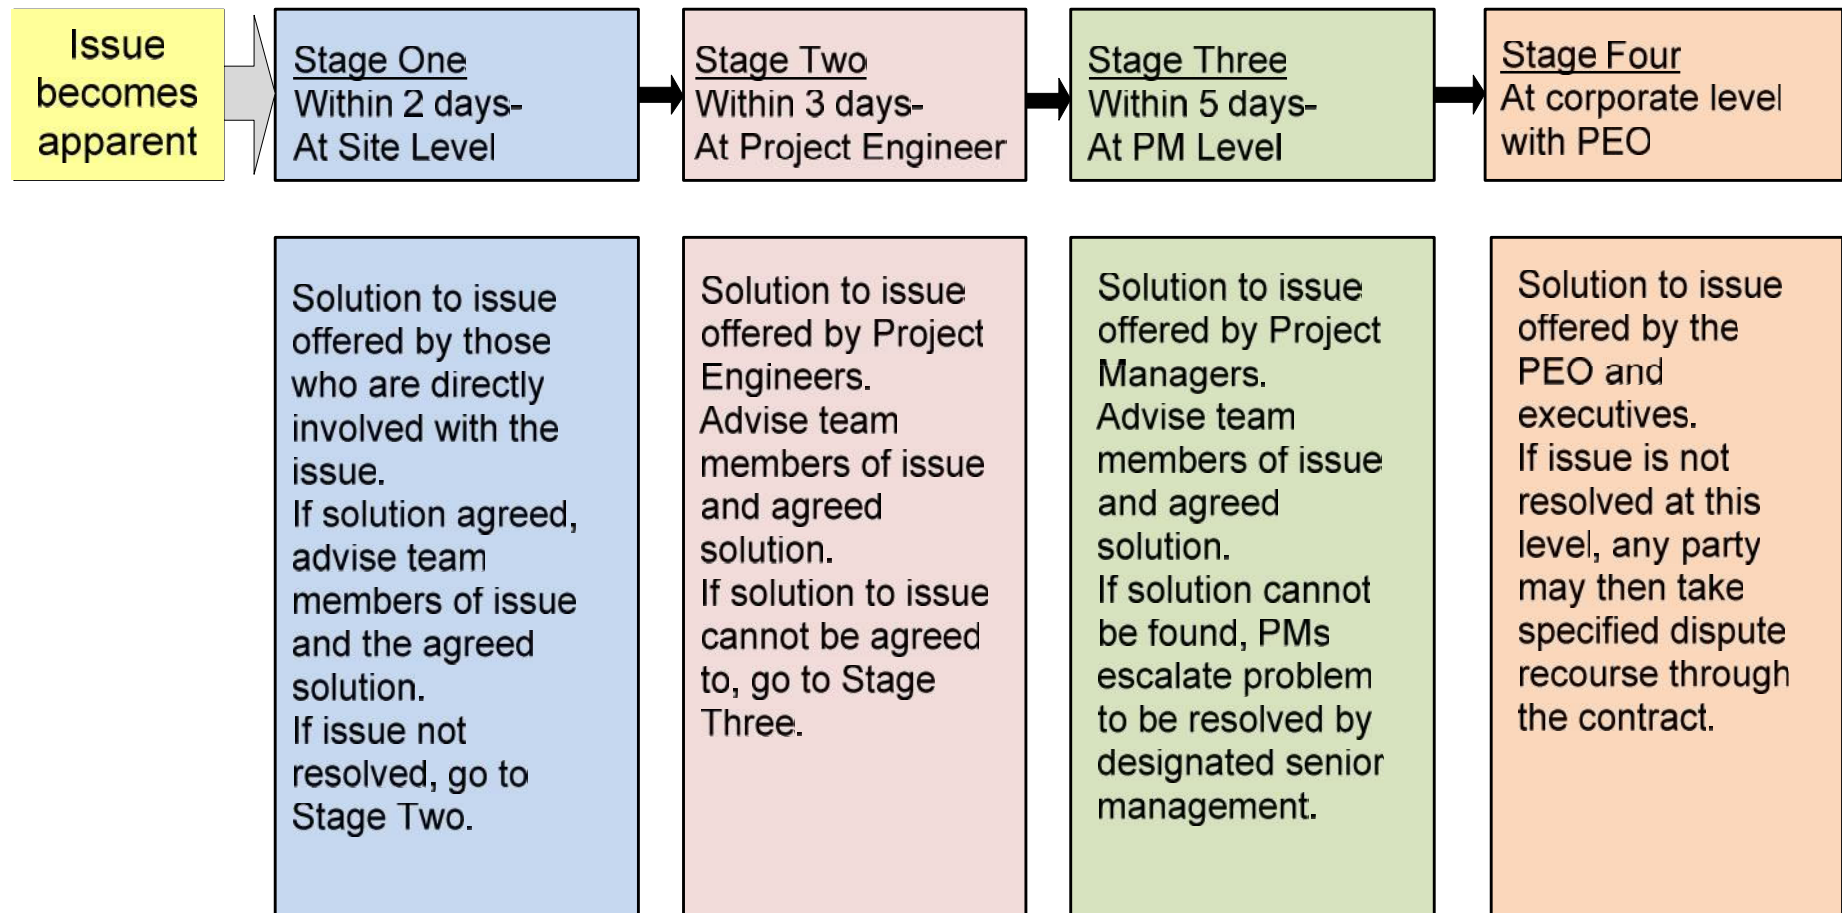 Issue
becomes
apparent
Stage One
Within 2 days-
At Site Level
Stage Two
Within 3 days-
At Project Engineer
Stage Three
Within 5 days-
At PM Level
Stage Four
At corporate level
with PEO
Solution to issue
offered by those
who are directly
involved with the
issue.
If solution agreed,
advise team
members of issue
and the agreed
solution.
If issue not
resolved, go to
Stage Two.
Solution to issue
offered by Project
Engineers.
Advise team
members of issue
and agreed
solution.
If solution to issue
cannot be agreed
to, go to Stage
Three.
Solution to issue
offered by Project
Managers.
Advise team
members of issue
and agreed
solution.
If solution cannot
be found, PMs
escalate problem
to be resolved by
designated senior
management.
Solution to issue
offered by the
PEO and
executives.
If issue is not
resolved at this
level, any party
may then take
specified dispute
recourse through
the contract.